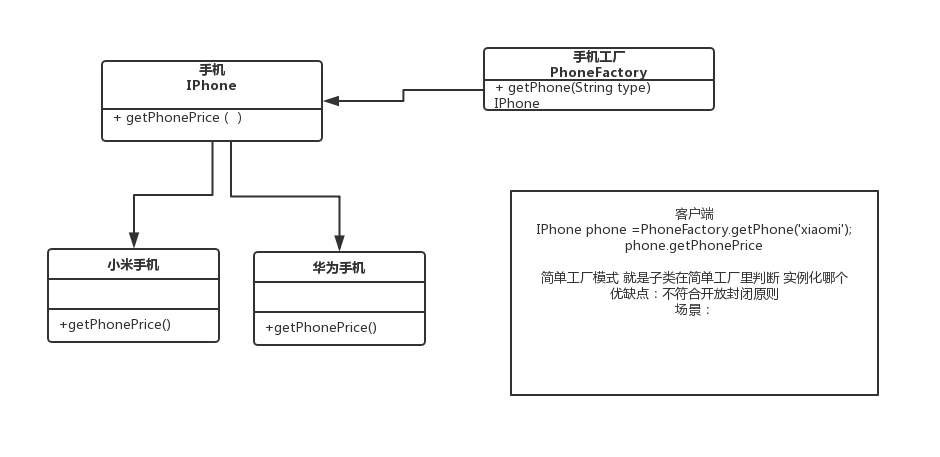 手机
IPhone
+ getPhonePrice (  )
手机工厂
PhoneFactory
+ getPhone(String type)
IPhone
小米手机
+getPhonePrice()
华为手机
+getPhonePrice()
客户端
IPhone phone =PhoneFactory.getPhone('xiaomi');
phone.getPhonePrice
简单工厂模式 就是子类在简单工厂里判断 实例化哪个
优缺点：不符合开放封闭原则
场景：